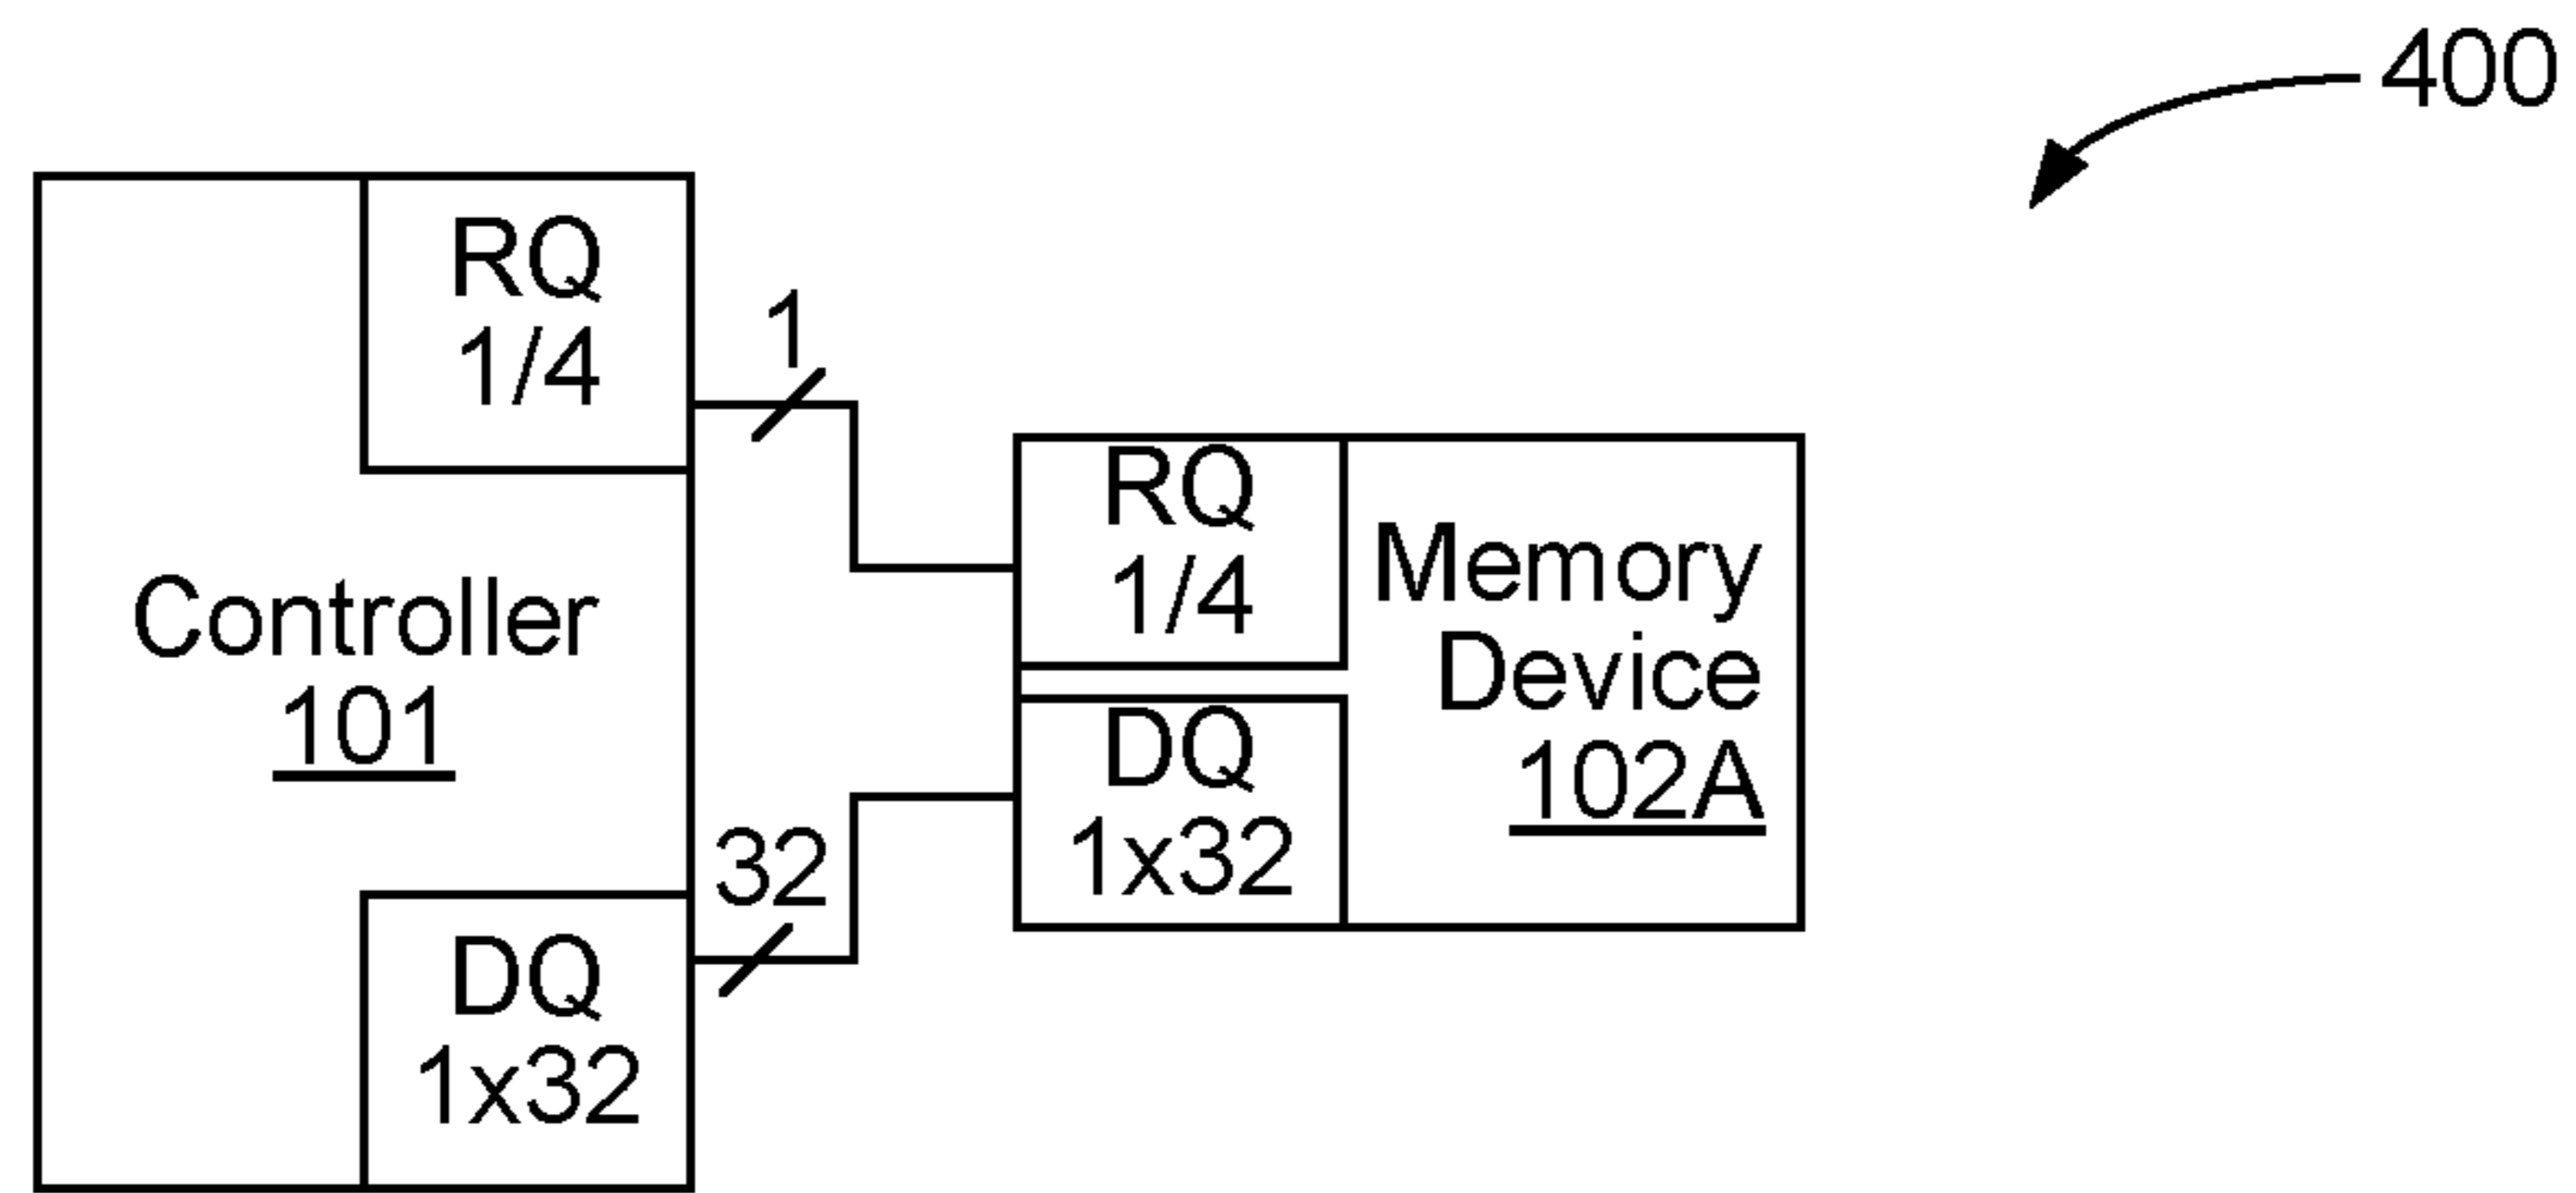 400
RQ
1/4
1
Controller
101
32
DQ
1x32
RQ
1/4
DQ
1x32
Memory
Device
102A